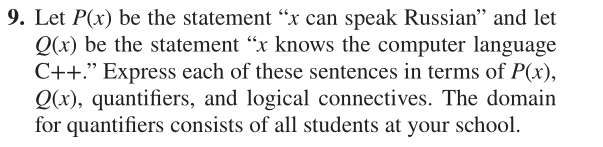 9. Let P(x) be the statement “x can speak Russian” and let
Q(x) be the statement “x knows the computer language
C++.” Express each of these sentences in terms of P(x),
Q(x), quantifiers, and logical connectives. The domain
for quantifiers consists of all students at your school.